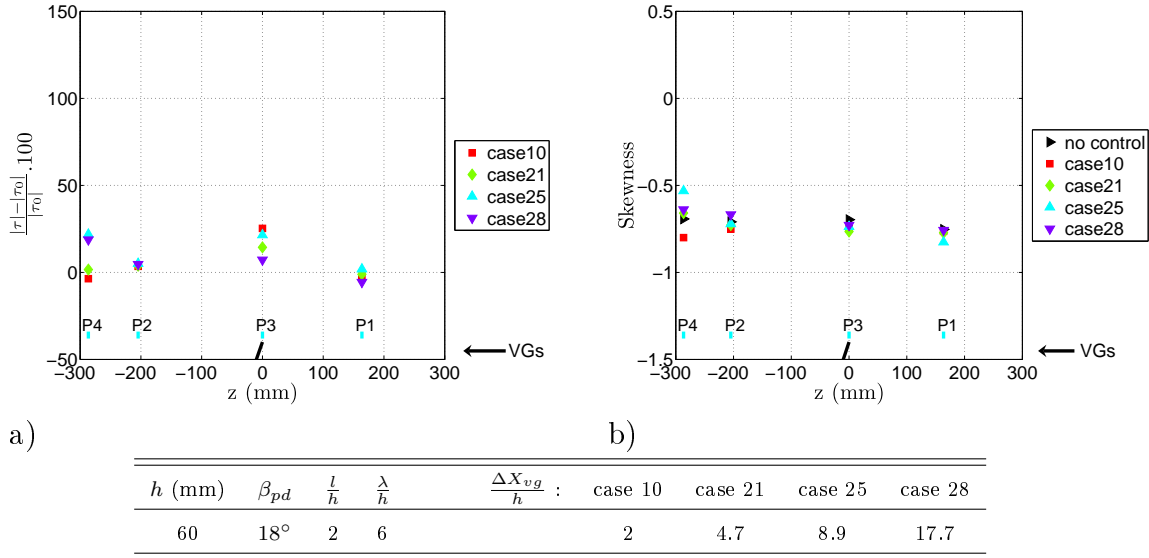 150
100
50
0
−50
−300 −200 −100 0 100 200 300
z (mm)
|τ|−|τ₀| / |τ₀| .100
P4 P2 P3 P1
VGs
case10
case21
case25
case28
a)
0.5
0
−0.5
−1
−1.5
−300 −200 −100 0 100 200 300
z (mm)
Skewness
P4 P2 P3 P1
VGs
no control
case10
case21
case25
case28
b)
h (mm) β_pd l/h λ/h ΔX_vg/h : case 10 case 21 case 25 case 28
60 18° 2 6 2 4.7 8.9 17.7